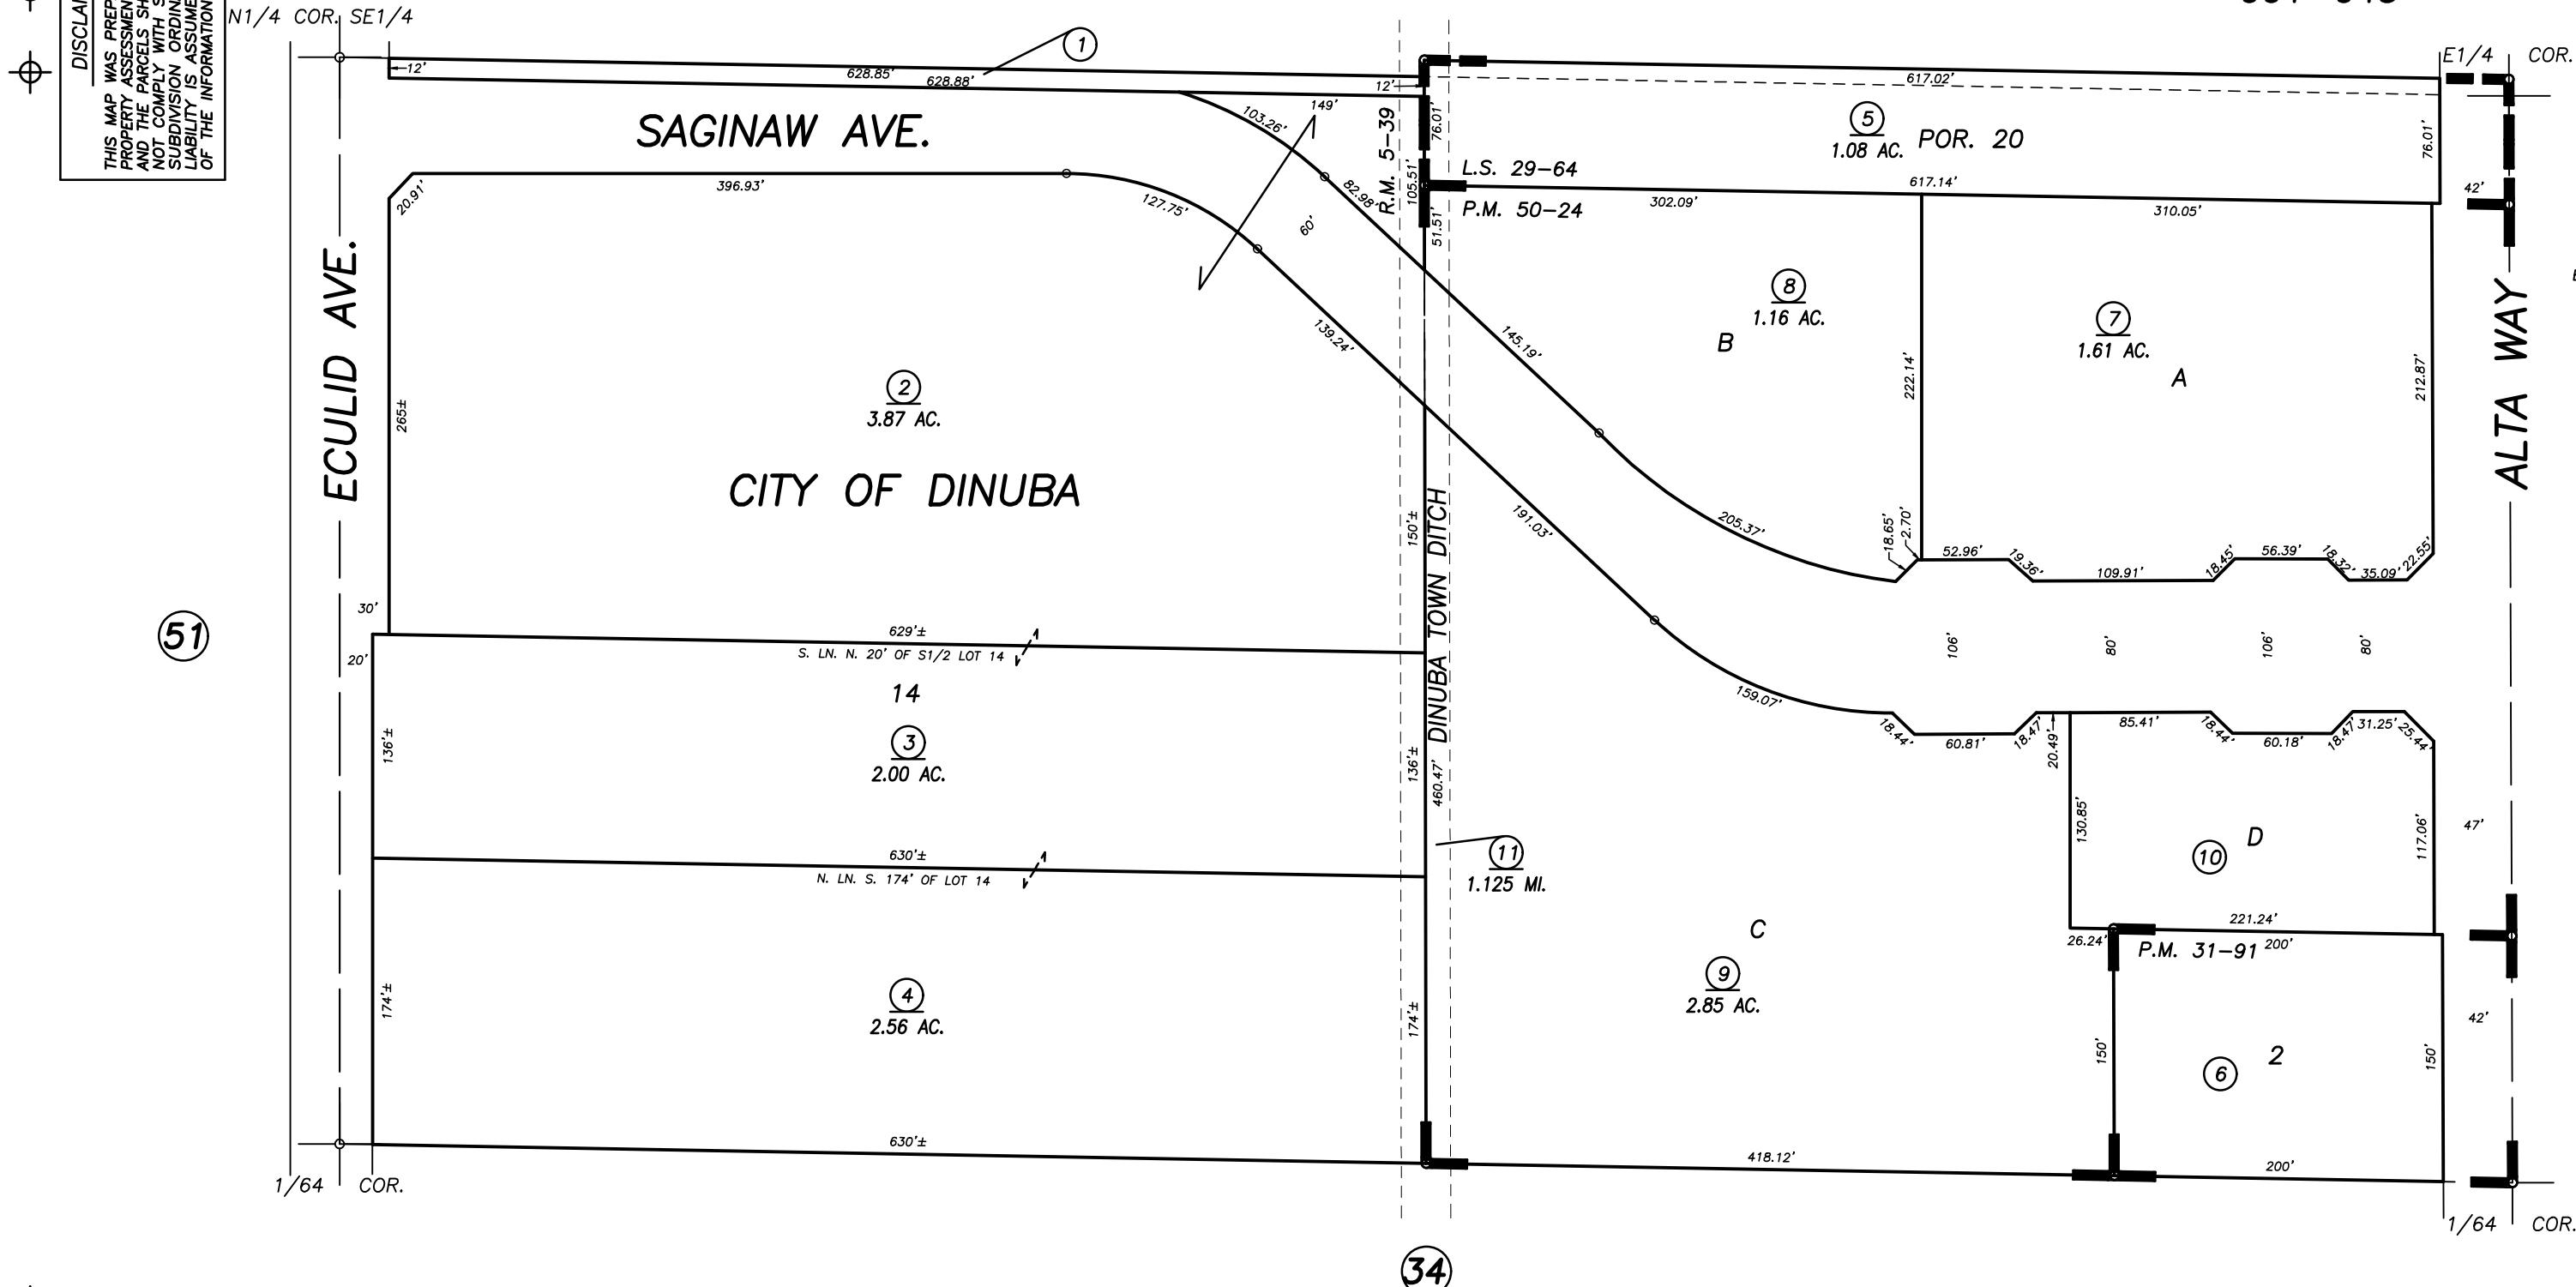 N1/4 COR. SE1/4
E1/4 COR.
DISCLAI
THIS MAP WAS PREP
PROPERTY ASSESSMENT
AND THE PARCELS SH
NOT COMPLY WITH S
SUBDIVISION ORDIN
LIABILITY IS ASSUME
OF THE INFORMATION
12'
628.85'
628.88'
1
12'
149'
103.26'
82.98'
60'
SAGINAW AVE.
20.91'
396.93'
127.75'
139.24'
R.M. 5-39
76.01'
105.51'
51.51'
617.02'
5
1.08 AC.
POR. 20
76.01'
L.S. 29-64
617.14'
P.M. 50-24
302.09'
310.05'
42'
ECULID AVE.
265±
2
3.87 AC.
CITY OF DINUBA
150'±
DINUBA TOWN DITCH
145.19'
191.03'
205.37'
8
1.16 AC.
B
222.14'
7
1.61 AC.
A
212.87'
ALTA WAY
18.65'
2.70'
52.96'
19.36'
109.91'
18.45'
56.39'
18.32'
35.09'
22.55'
51
30'
20'
629'±
S. LN. N. 20' OF S1/2 LOT 14
106'
80'
106'
80'
14
3
2.00 AC.
136'±
136'±
460.47'
159.07'
18.44'
60.81'
18.47'
20.49'
85.41'
18.44'
60.18'
18.47'
31.25'
25.44'
630'±
N. LN. S. 174' OF LOT 14
11
1.125 MI.
130.85'
D
10
117.06'
47'
221.24'
26.24'
P.M. 31-91
200'
C
9
2.85 AC.
174'±
4
2.56 AC.
174'±
150'
2
6
150'
42'
630'±
418.12'
200'
1/64 COR.
1/64 COR.
34